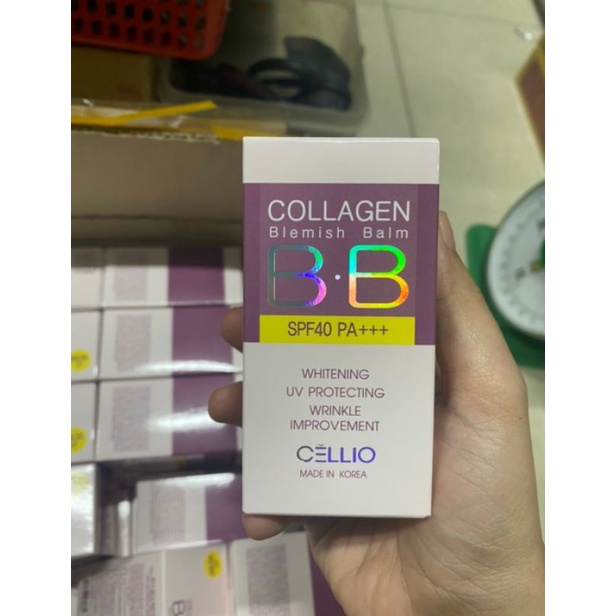 COLLAGEN
Blemish Balm
B·B
SPF40 PA+++
WHITENING
UV PROTECTING
WRINKLE
IMPROVEMENT
CELLIO
MADE IN KOREA